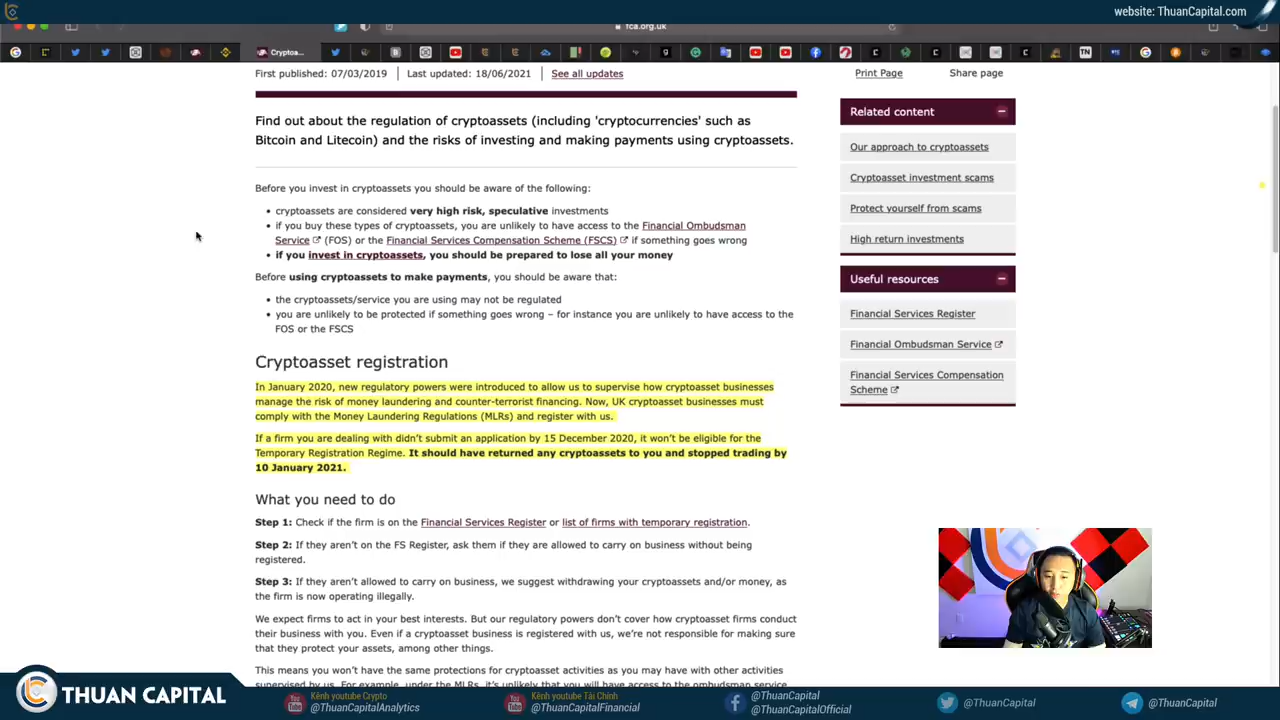 website: ThuanCapital.com
fca.org.uk
Cryptoa...
First published: 07/03/2019
Last updated: 18/06/2021
See all updates
Print Page
Share page
Find out about the regulation of cryptoassets (including 'cryptocurrencies' such as
Bitcoin and Litecoin) and the risks of investing and making payments using cryptoassets.
Before you invest in cryptoassets you should be aware of the following:
• cryptoassets are considered very high risk, speculative investments
• if you buy these types of cryptoassets, you are unlikely to have access to the Financial Ombudsman
Service (FOS) or the Financial Services Compensation Scheme (FSCS) if something goes wrong
• if you invest in cryptoassets, you should be prepared to lose all your money
Before using cryptoassets to make payments, you should be aware that:
• the cryptoassets/service you are using may not be regulated
• you are unlikely to be protected if something goes wrong – for instance you are unlikely to have access to the
FOS or the FSCS
Cryptoasset registration
In January 2020, new regulatory powers were introduced to allow us to supervise how cryptoasset businesses
manage the risk of money laundering and counter-terrorist financing. Now, UK cryptoasset businesses must
comply with the Money Laundering Regulations (MLRs) and register with us.
If a firm you are dealing with didn't submit an application by 15 December 2020, it won't be eligible for the
Temporary Registration Regime. It should have returned any cryptoassets to you and stopped trading by
10 January 2021.
What you need to do
Step 1: Check if the firm is on the Financial Services Register or list of firms with temporary registration.
Step 2: If they aren't on the FS Register, ask them if they are allowed to carry on business without being
registered.
Step 3: If they aren't allowed to carry on business, we suggest withdrawing your cryptoassets and/or money, as
the firm is now operating illegally.
We expect firms to act in your best interests. But our regulatory powers don't cover how cryptoasset firms conduct
their business with you. Even if a cryptoasset business is registered with us, we're not responsible for making sure
that they protect your assets, among other things.
This means you won't have the same protections for cryptoasset activities as you may have with other activities
supervised by us. For example, under the MLRs, it's unlikely that you will have access to the ombudsman service
Related content
Our approach to cryptoassets
Cryptoasset investment scams
Protect yourself from scams
High return investments
Useful resources
Financial Services Register
Financial Ombudsman Service
Financial Services Compensation
Scheme
THUAN CAPITAL
Kênh youtube Crypto
@ThuanCapitalAnalytics
Kênh youtube Tài Chính
@ThuanCapitalFinancial
@ThuanCapital
@ThuanCapitalOfficial
@ThuanCapital
@ThuanCapital